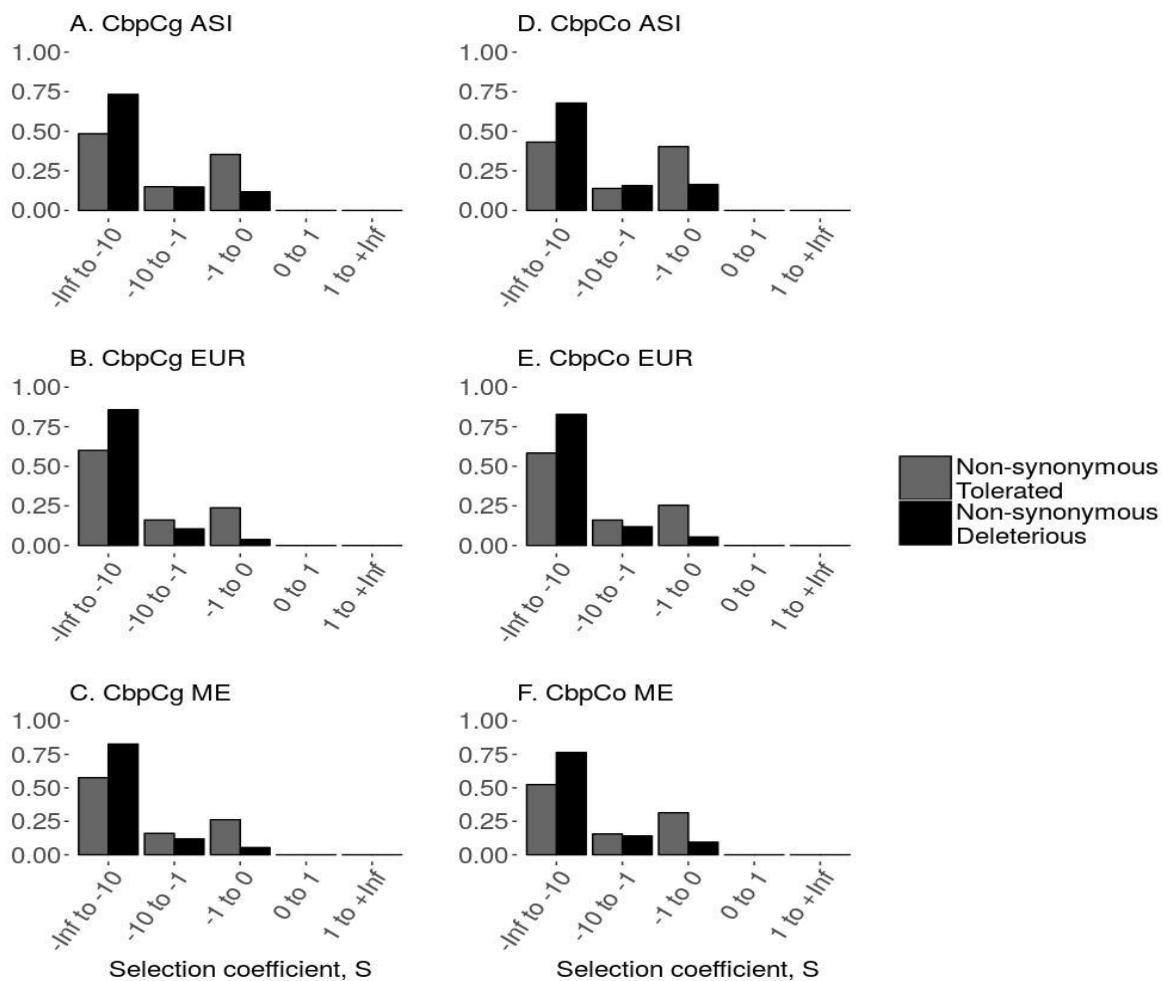 A. CbpCg ASI
1.00
0.75
0.50
0.25
0.00
-Inf to -10
-10 to -1
-1 to 0
0 to 1
1 to +Inf
D. CbpCo ASI
1.00
0.75
0.50
0.25
0.00
-Inf to -10
-10 to -1
-1 to 0
0 to 1
1 to +Inf
B. CbpCg EUR
1.00
0.75
0.50
0.25
0.00
-Inf to -10
-10 to -1
-1 to 0
0 to 1
1 to +Inf
E. CbpCo EUR
1.00
0.75
0.50
0.25
0.00
-Inf to -10
-10 to -1
-1 to 0
0 to 1
1 to +Inf
Non-synonymous
Tolerated
Non-synonymous
Deleterious
C. CbpCg ME
1.00
0.75
0.50
0.25
0.00
-Inf to -10
-10 to -1
-1 to 0
0 to 1
1 to +Inf
Selection coefficient, S
F. CbpCo ME
1.00
0.75
0.50
0.25
0.00
-Inf to -10
-10 to -1
-1 to 0
0 to 1
1 to +Inf
Selection coefficient, S